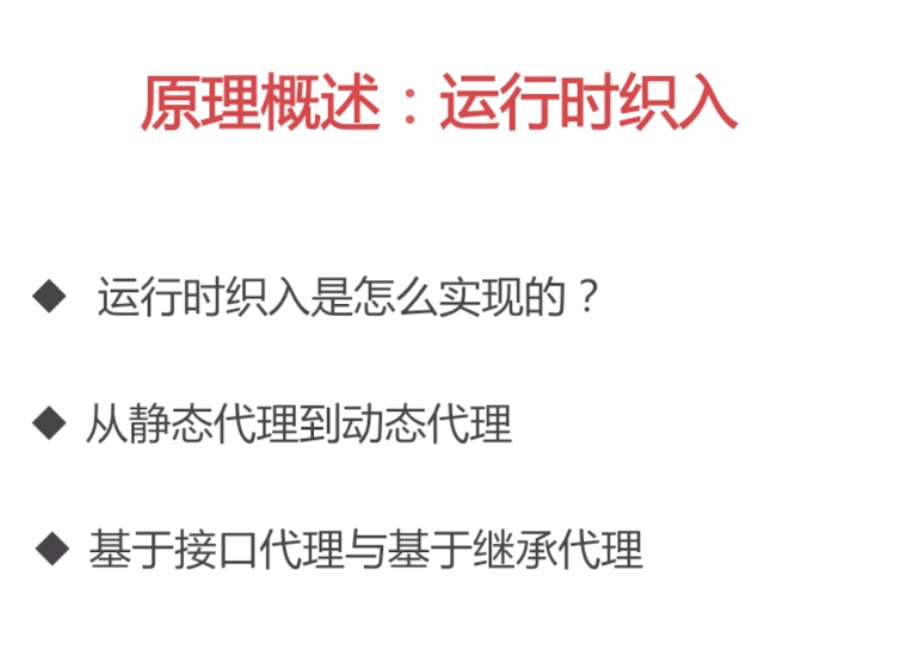 原理概述：运行时织入
◆ 运行时织入是怎么实现的？
◆ 从静态代理到动态代理
◆ 基于接口代理与基于继承代理